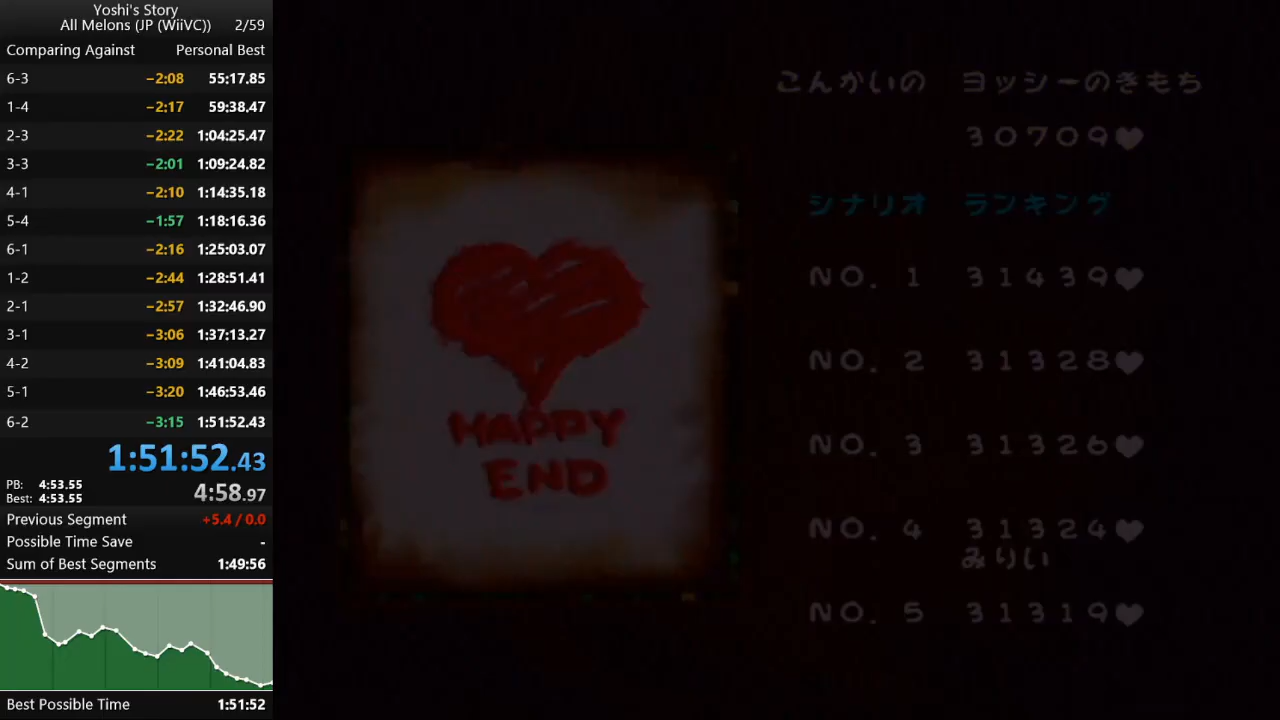 Yoshi's Story
All Melons (JP (WiiVC)) 2/59
Comparing Against Personal Best
6-3 −2:08 55:17.85
1-4 −2:17 59:38.47
2-3 −2:22 1:04:25.47
3-3 −2:01 1:09:24.82
4-1 −2:10 1:14:35.18
5-4 −1:57 1:18:16.36
6-1 −2:16 1:25:03.07
1-2 −2:44 1:28:51.41
2-1 −2:57 1:32:46.90
3-1 −3:06 1:37:13.27
4-2 −3:09 1:41:04.83
5-1 −3:20 1:46:53.46
6-2 −3:15 1:51:52.43
1:51:52.43
PB: 4:53.55
Best: 4:53.55
4:58.97
Previous Segment +5.4 / 0.0
Possible Time Save -
Sum of Best Segments 1:49:56
Best Possible Time 1:51:52
HAPPY
END
こんかいの ヨッシーのきもち
30709♥
シナリオ ランキング
NO. 1 31439♥
NO. 2 31328♥
NO. 3 31326♥
NO. 4 31324♥
みりい
NO. 5 31319♥